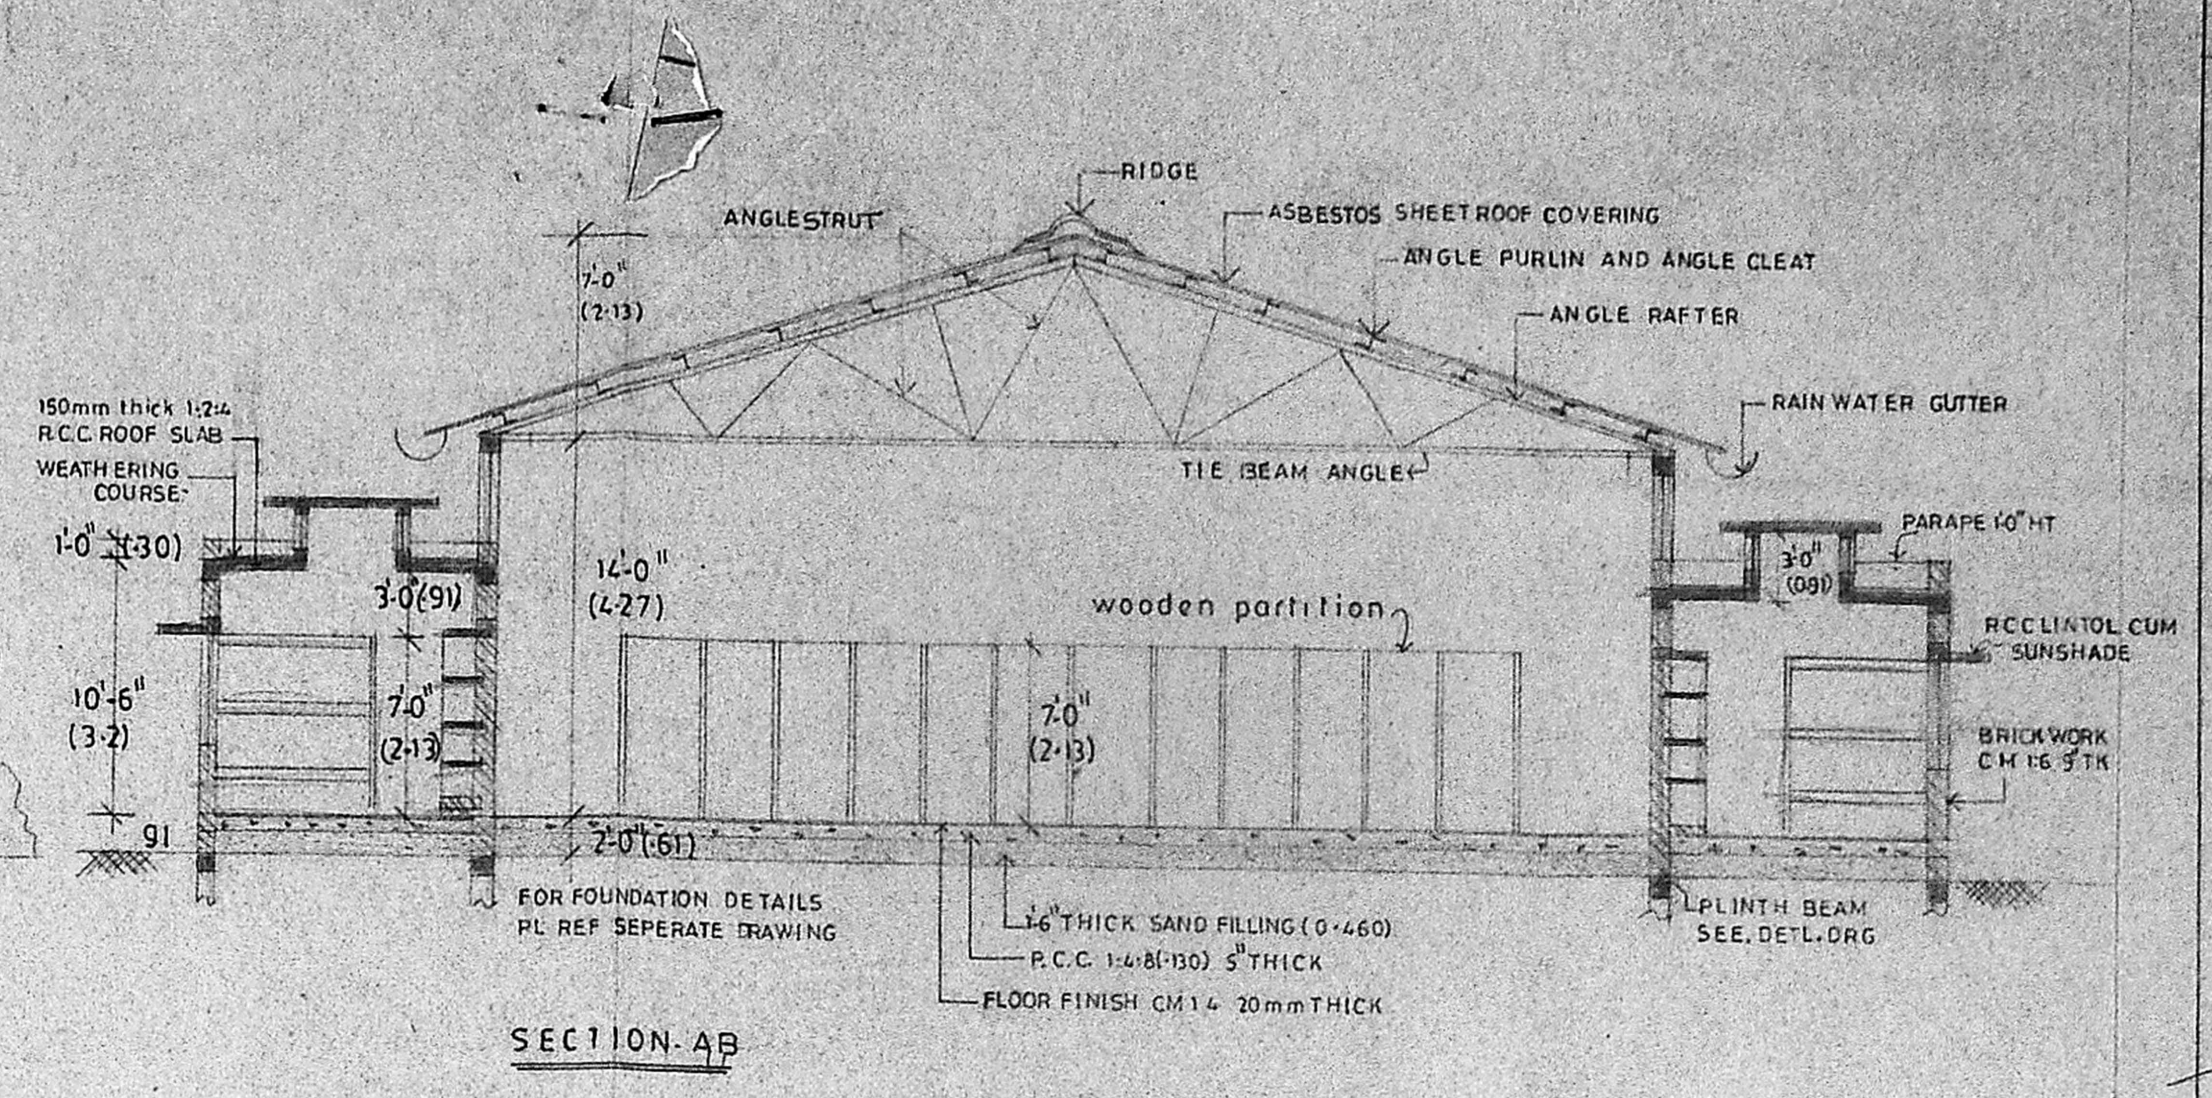 RIDGE
ANGLE STRUT
ASBESTOS SHEET ROOF COVERING
ANGLE PURLIN AND ANGLE CLEAT
7'-0"
(2·13)
ANGLE RAFTER
RAIN WATER GUTTER
150mm thick 1:2:4
R.C.C. ROOF SLAB
WEATHERING
COURSE-
TIE BEAM ANGLE
PARAPE 1'0" HT
1'-0" (·30)
14'-0"
(4·27)
3'-0"
(091)
3'-0"(·91)
wooden partition
RCC LINTOL CUM
SUNSHADE
10'-6"
(3·2)
7'-0"
(2·13)
7'-0"
(2·13)
BRICKWORK
CM 1:6 9" TK
91
2'-0"(·61)
FOR FOUNDATION DETAILS
PL REF SEPERATE DRAWING
1'-6" THICK SAND FILLING (0·460)
P.C.C. 1:4:8(·130) 5" THICK
FLOOR FINISH CM 1 4 20mm THICK
PLINTH BEAM
SEE. DETL. DRG
SECTION- AB